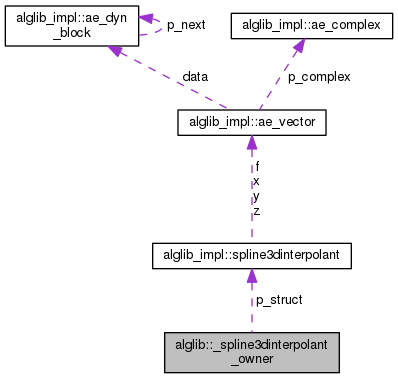 alglib_impl::ae_dyn
_block
p_next
alglib_impl::ae_complex
data
p_complex
alglib_impl::ae_vector
f
x
y
z
alglib_impl::spline3dinterpolant
p_struct
alglib::_spline3dinterpolant
_owner